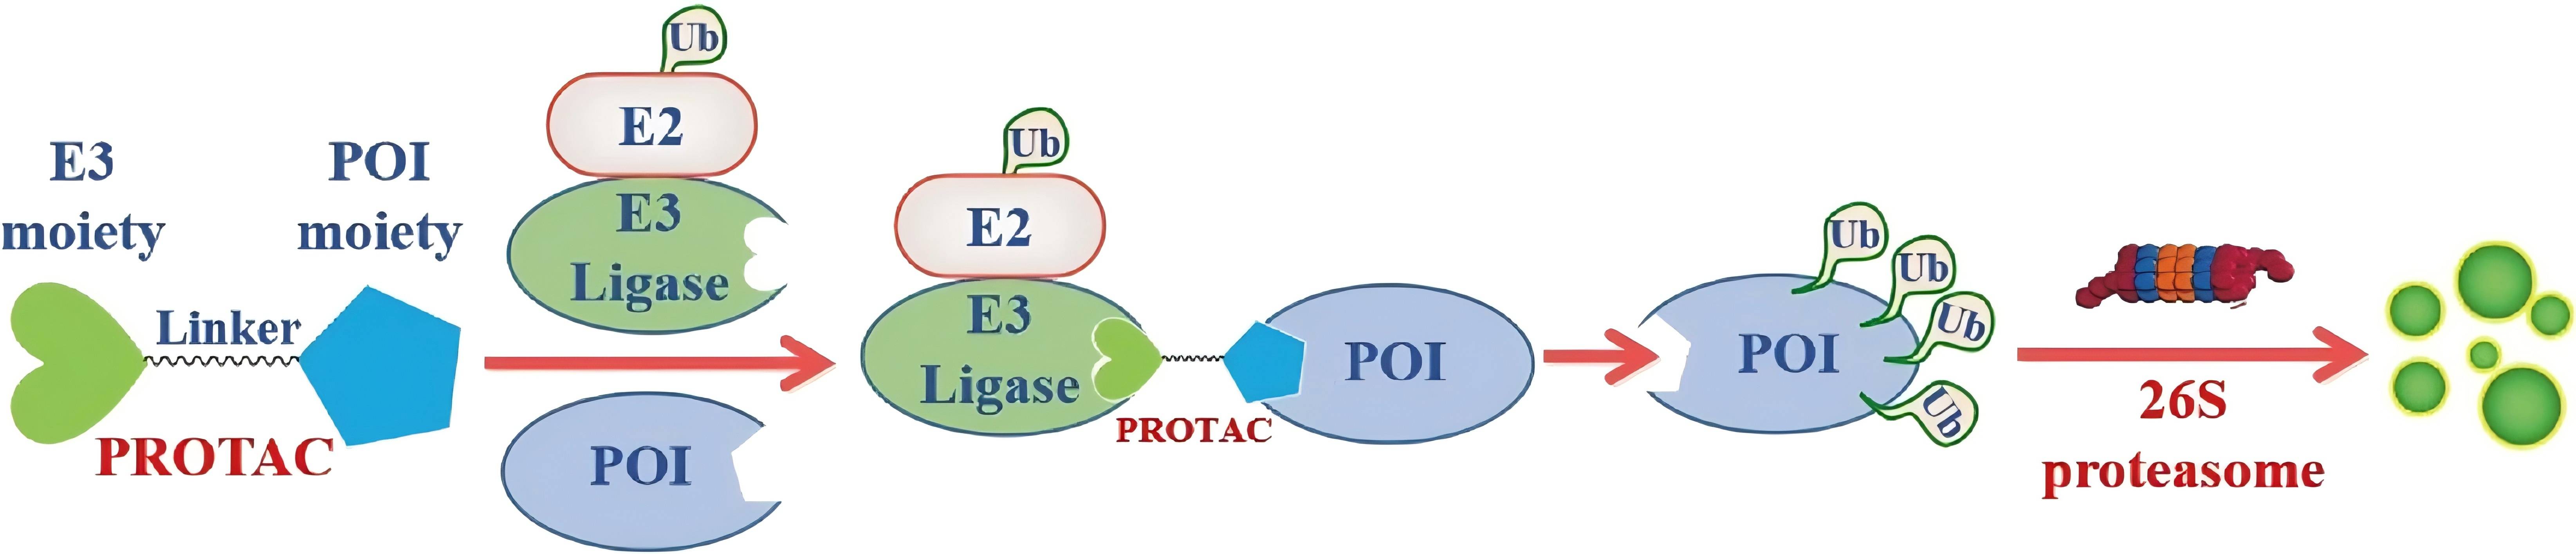 E3
moiety
POI
moiety
Linker
PROTAC
Ub
E2
E3
Ligase
POI
Ub
E2
E3
Ligase
PROTAC
POI
POI
Ub
Ub
Ub
Ub
26S
proteasome